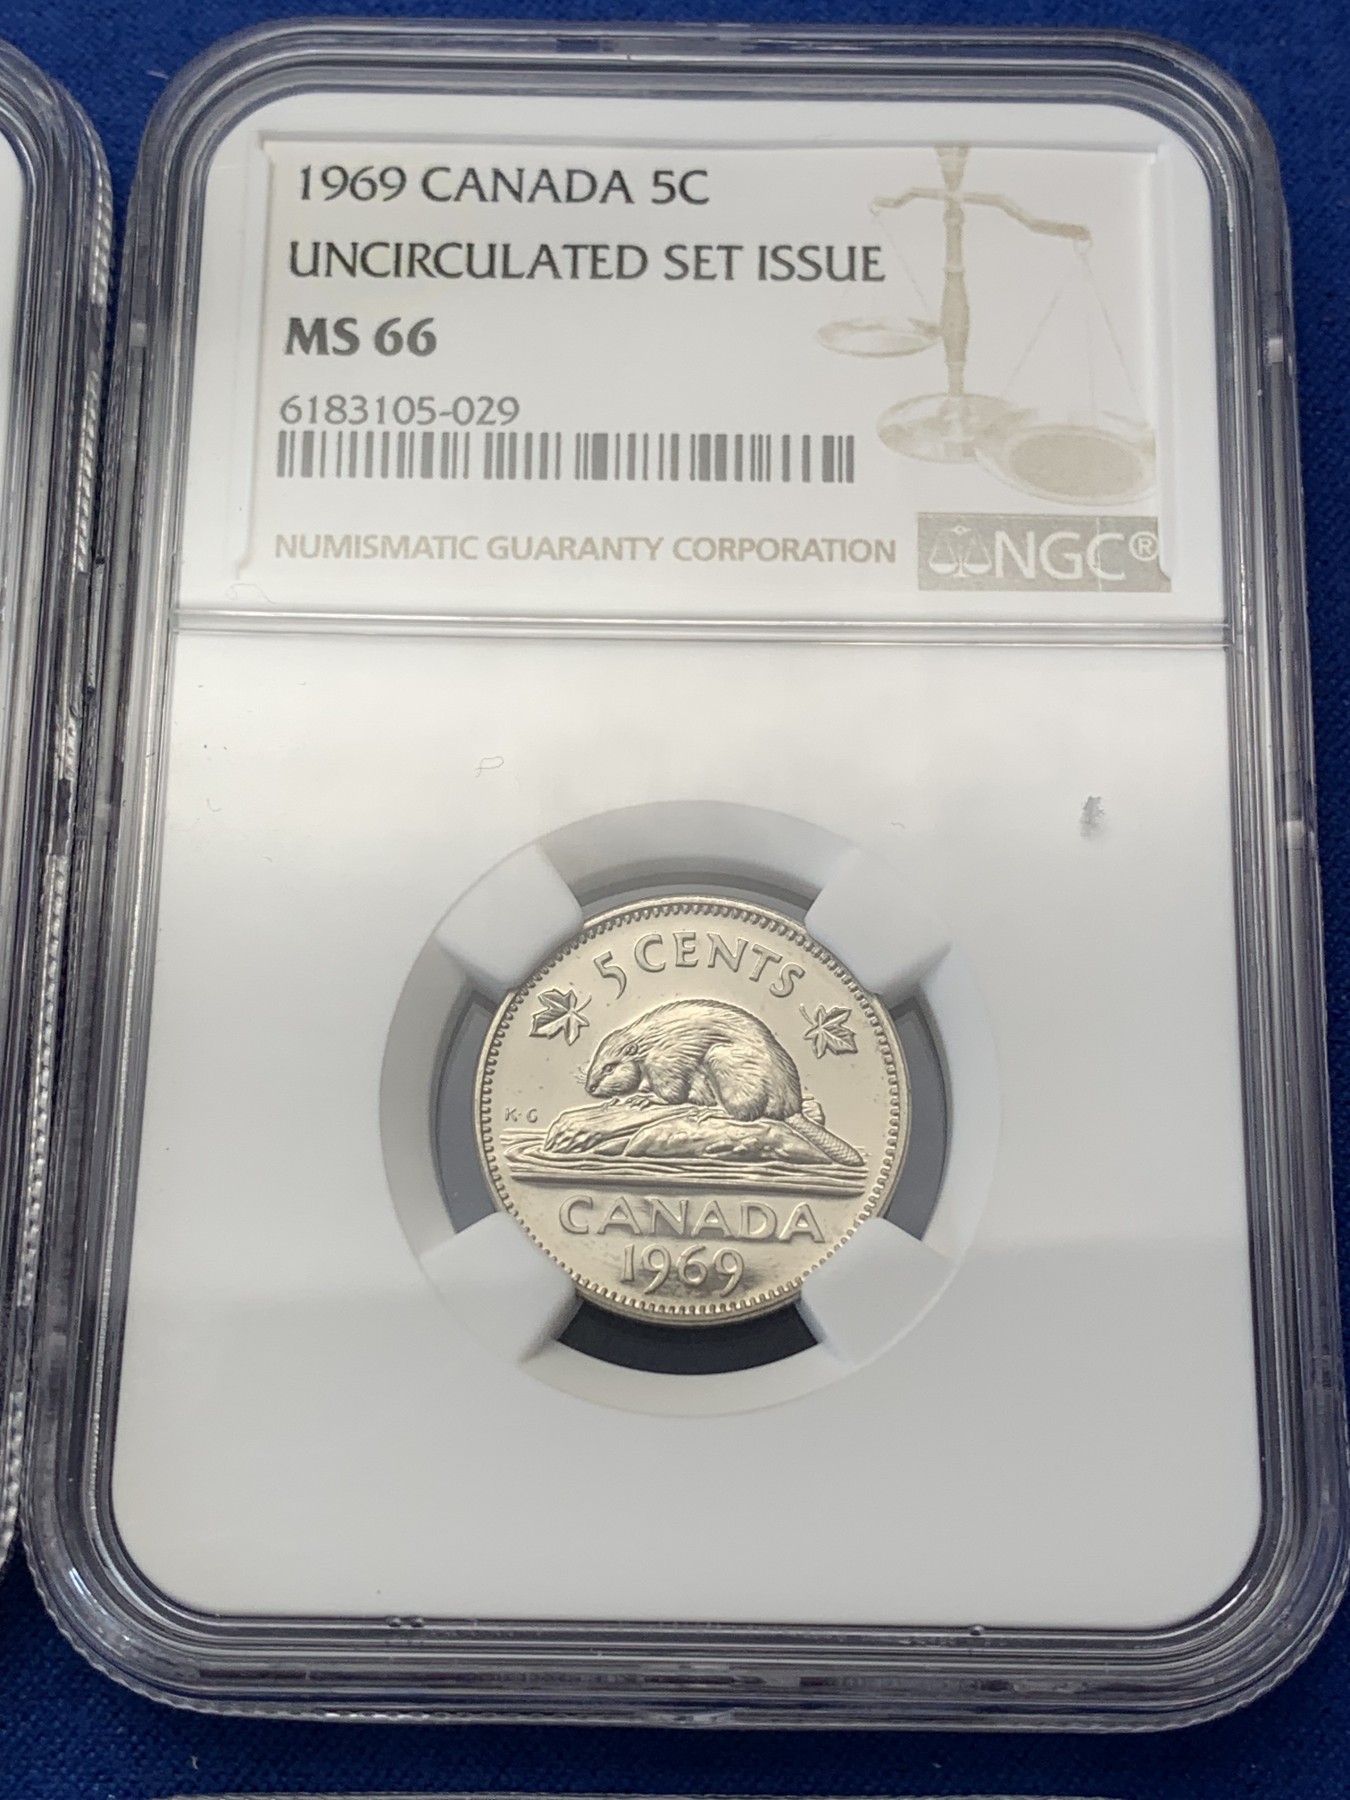 1969 CANADA 5C
UNCIRCULATED SET ISSUE
MS 66
6183105-029
NUMISMATIC GUARANTY CORPORATION
NGC®
5 CENTS
K·G
CANADA
1969